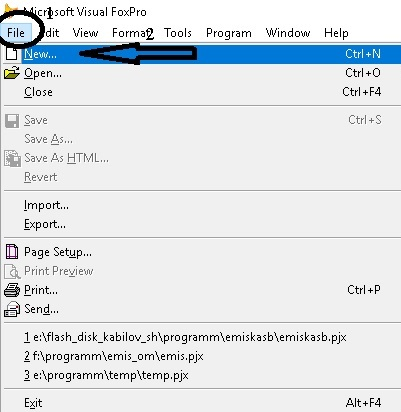 1
Microsoft Visual FoxPro
File Edit View Format Tools Program Window Help
2
New... Ctrl+N
Open... Ctrl+O
Close Ctrl+F4
Save Ctrl+S
Save As...
Save As HTML...
Revert
Import...
Export...
Page Setup...
Print Preview
Print... Ctrl+P
Send...
1 e:\flash_disk_kabilov_sh\programm\emiskasb\emiskasb.pjx
2 f:\programm\emis_om\emis.pjx
3 e:\programm\temp\temp.pjx
Exit Alt+F4